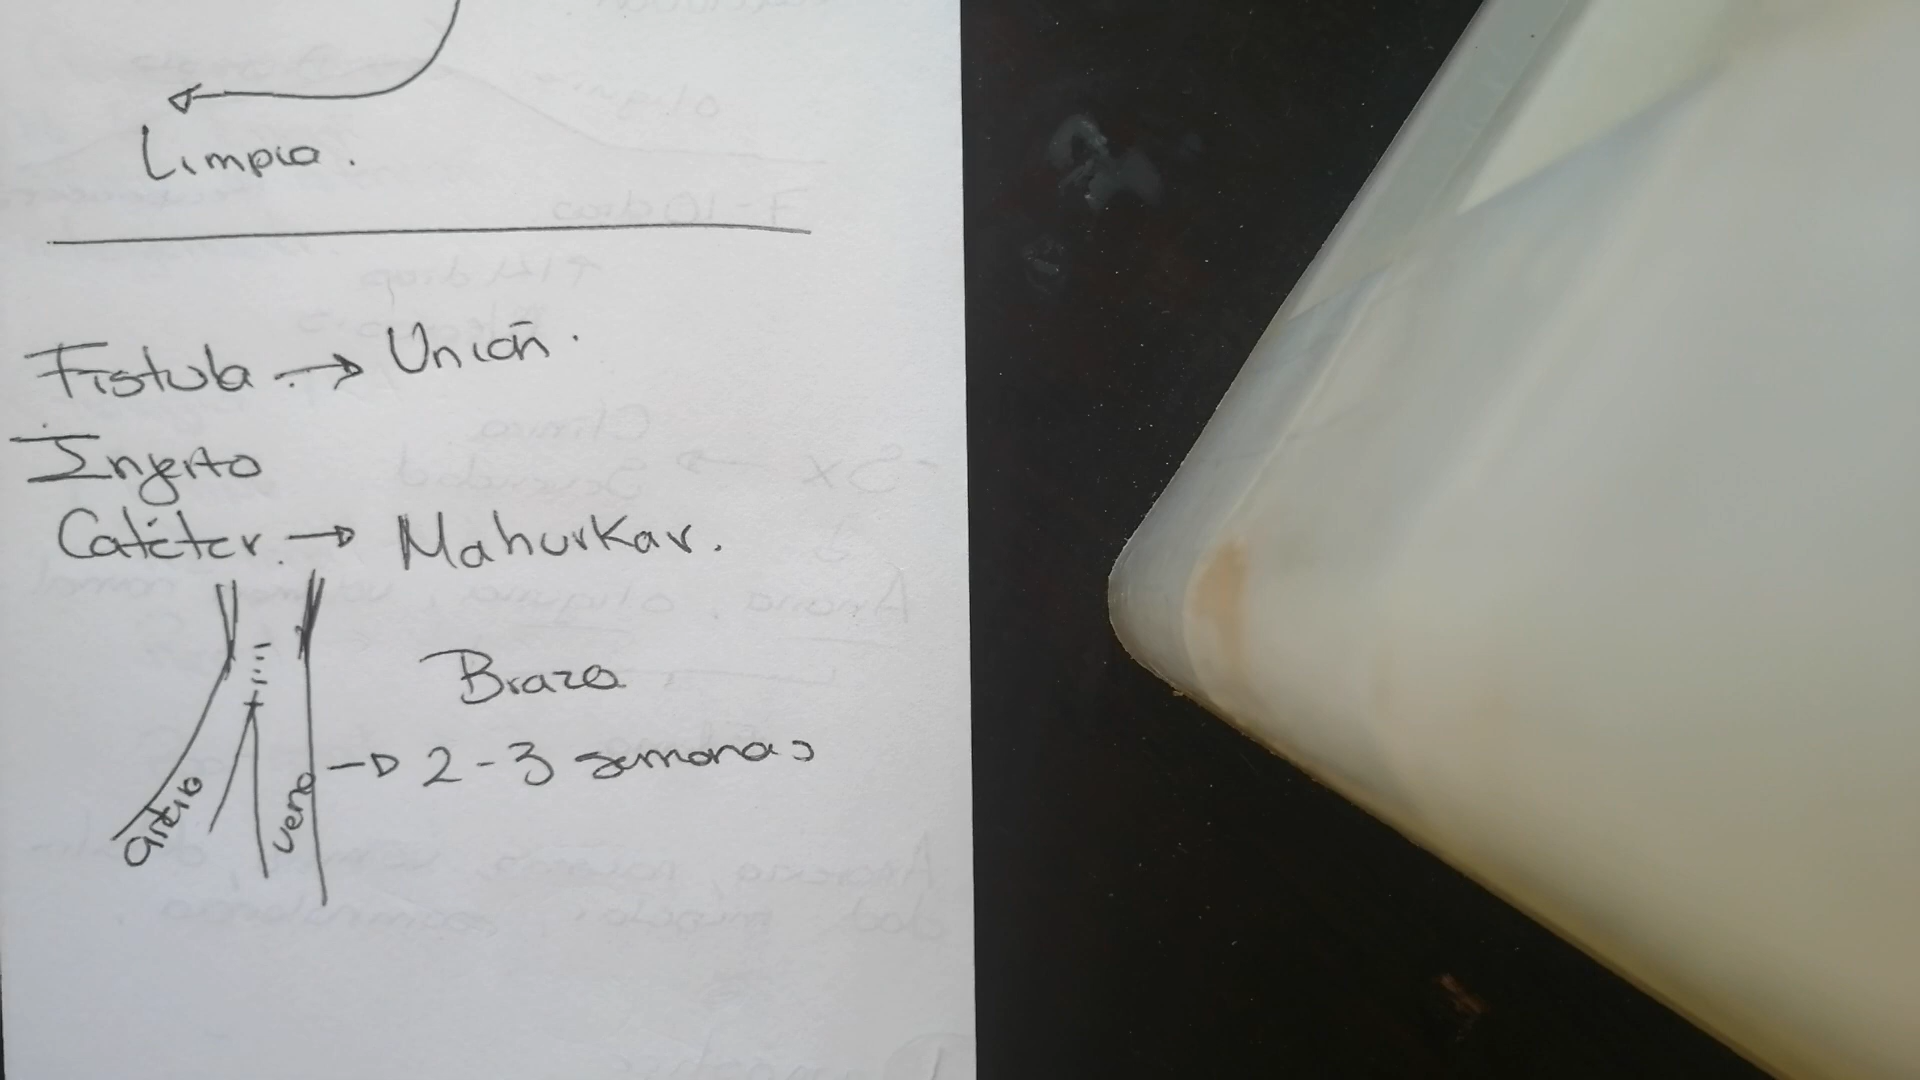 Limpia.
Fistula → Unión.
Injerto
Catéter. → Mahurkar.
Brazo
arteria
vena → 2-3 semanas